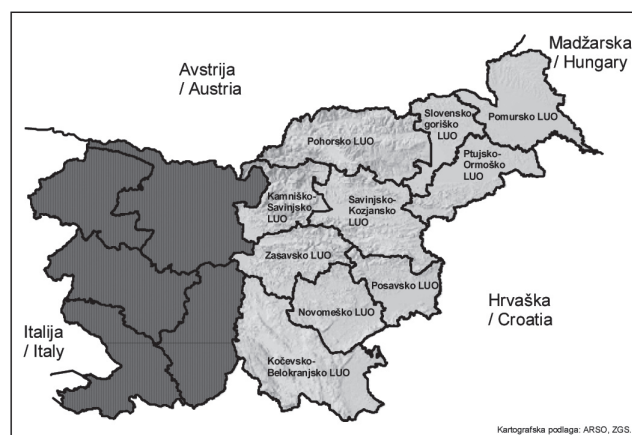 Madžarska
/ Hungary
Avstrija
/ Austria
Slovensko
goriško
LUO
Pomursko LUO
Pohorsko LUO
Ptujsko-
Ormoško
LUO
Kamniško-
Savinjsko
LUO
Savinjsko-
Kozjansko
LUO
Zasavsko LUO
Posavsko LUO
Hrvaška
/ Croatia
Novomeško LUO
Italija
/ Italy
Kočevsko-
Belokranjsko LUO
Kartografska podlaga: ARSO, ZGS.